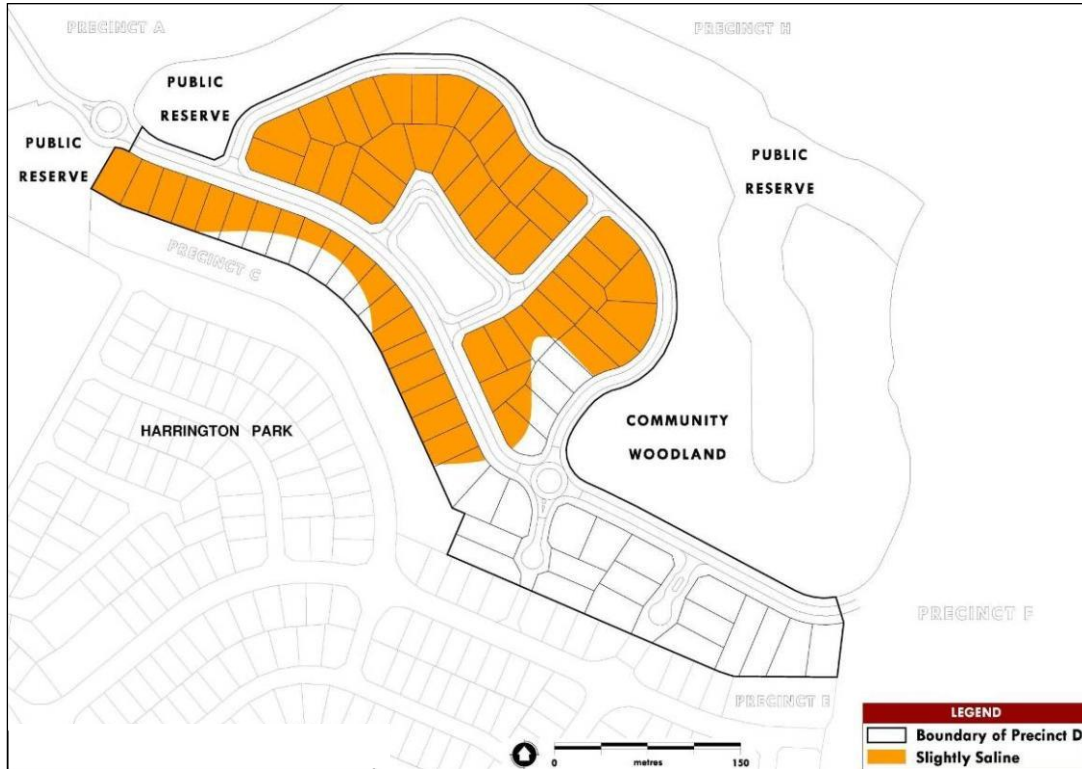 PRECINCT A
PRECINCT H
PUBLIC
RESERVE
PUBLIC
RESERVE
PUBLIC
RESERVE
PRECINCT C
HARRINGTON PARK
COMMUNITY
WOODLAND
PRECINCT F
PRECINCT E
LEGEND
Boundary of Precinct D
Slightly Saline
0 metres 150